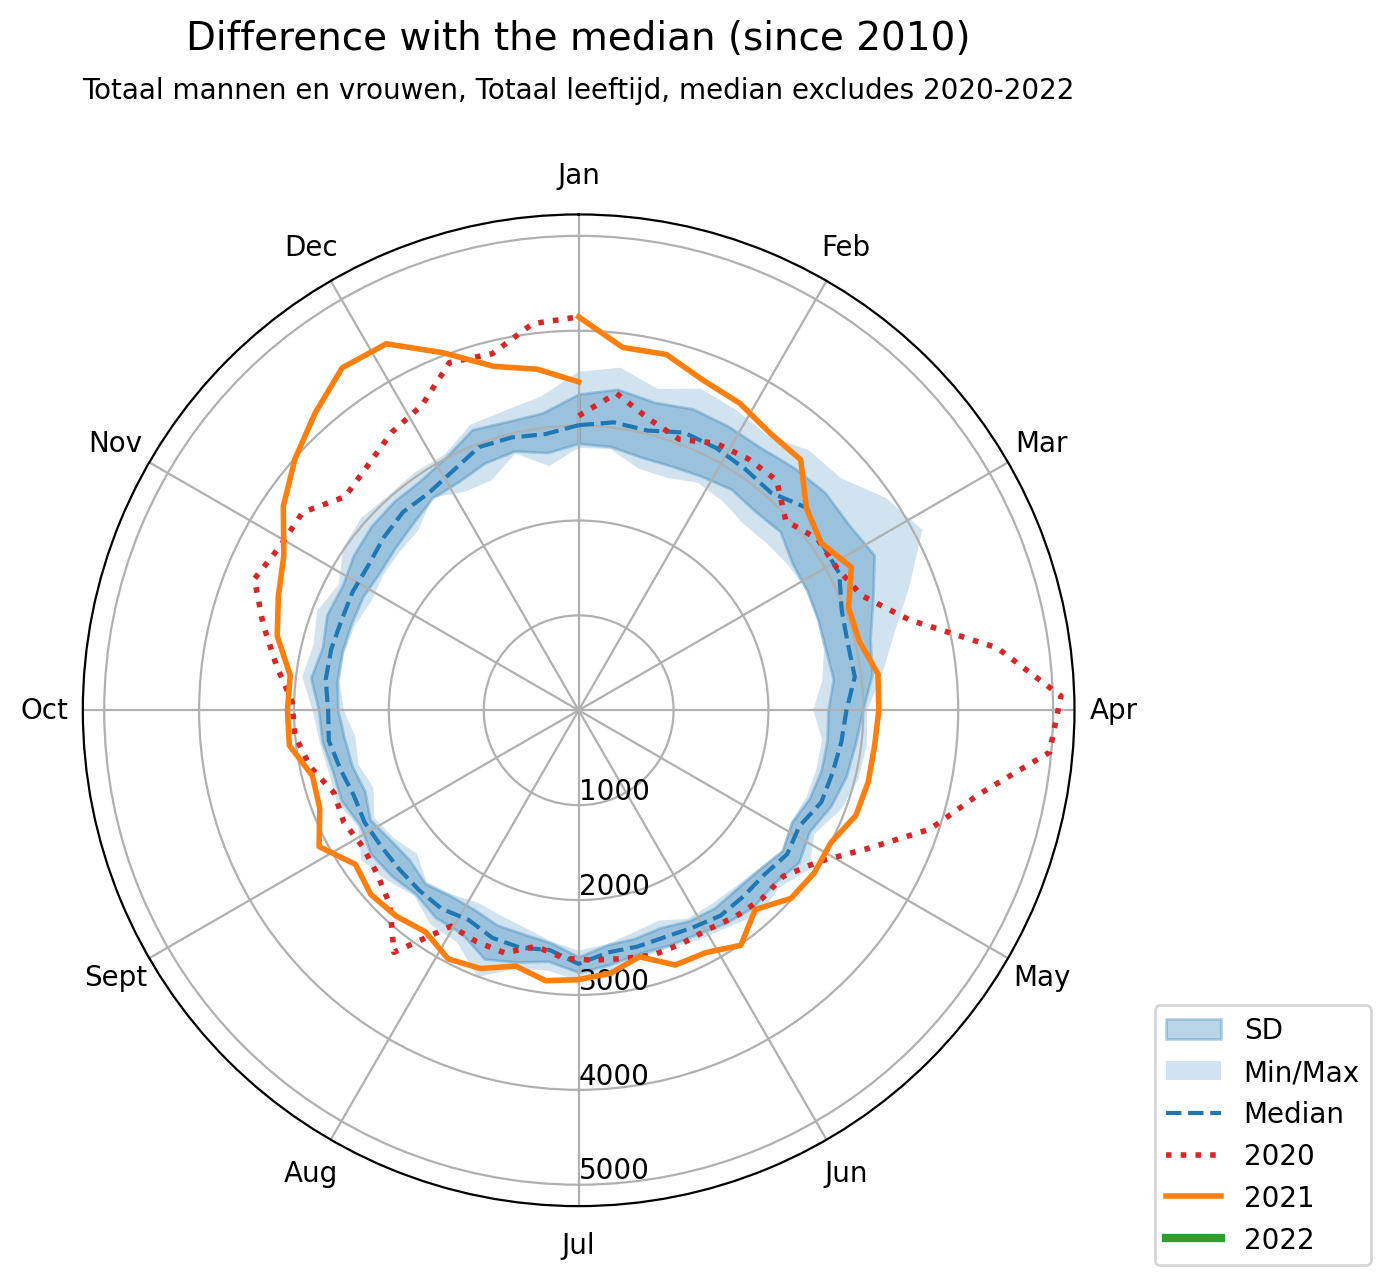 Difference with the median (since 2010)
Totaal mannen en vrouwen, Totaal leeftijd, median excludes 2020-2022
Jan
Feb
Mar
Apr
May
Jun
Jul
Aug
Sept
Oct
Nov
Dec
1000
2000
3000
4000
5000
SD
Min/Max
Median
2020
2021
2022